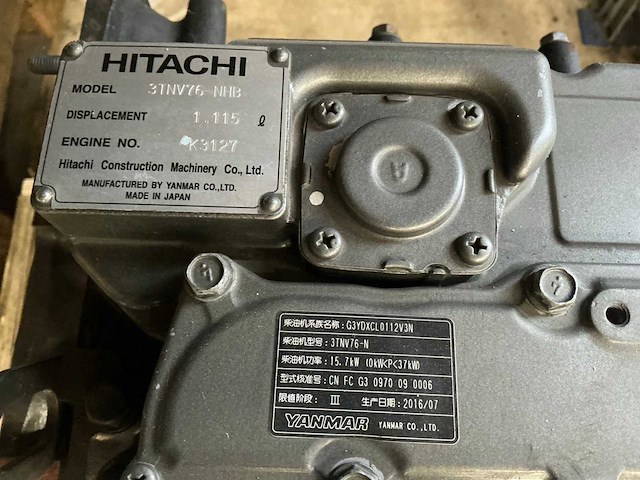 HITACHI
MODEL 3TNV76-NHB
DISPLACEMENT 1.115 ℓ
ENGINE NO. K3127
Hitachi Construction Machinery Co., Ltd.
MANUFACTURED BY YANMAR CO.,LTD.
MADE IN JAPAN
柴油机系族名称:G3YDXCL0112V3N
柴油机型号:3TNV76-N
柴油机功率:15.7kW (0kW<P<37kW)
型式核准号:CN FC G3 0970 09 0006
限值阶段: III 生产日期:2016/07
YANMAR YANMAR CO.,LTD.